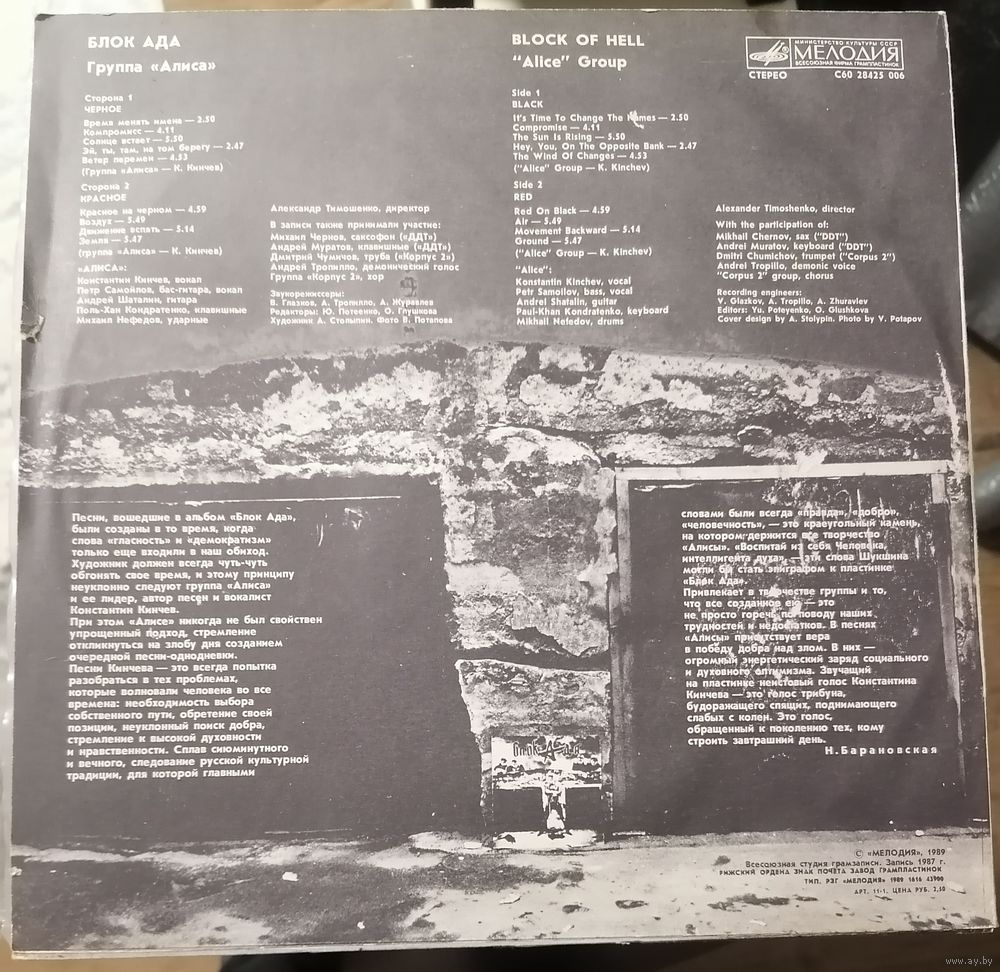 БЛОК АДА
Группа «Алиса»
Сторона 1
ЧЕРНОЕ
Время менять имена — 2.50
Компромисс — 4.11
Солнце встает — 5.50
Эй, ты, там, на том берегу — 2.47
Ветер перемен — 4.53
(Группа «Алиса» — К. Кинчев)
Сторона 2
КРАСНОЕ
Красное на черном — 4.59
Воздух — 5.49
Движение вспять — 5.14
Земля — 5.47
(группа «Алиса» — К. Кинчев)
«АЛИСА»:
Константин Кинчев, вокал
Петр Самойлов, бас-гитара, вокал
Андрей Шаталин, гитара
Поль-Хан Кондратенко, клавишные
Михаил Нефедов, ударные
Александр Тимошенко, директор
В записи также принимали участие:
Михаил Чернов, саксофон («ДДТ»)
Андрей Муратов, клавишные («ДДТ»)
Дмитрий Чумичов, труба («Корпус 2»)
Андрей Тропилло, демонический голос
Группа «Корпус 2», хор
Звукорежиссеры:
В. Глазков, А. Тропилло, А. Журавлев
Редакторы: Ю. Потеенко, О. Глушкова
Художник А. Столыпин. Фото В. Потапова
BLOCK OF HELL
“Alice” Group
Side 1
BLACK
It's Time To Change The Names — 2.50
Compromise — 4.11
The Sun Is Rising — 5.50
Hey, You, On The Opposite Bank — 2.47
The Wind Of Changes — 4.53
(“Alice” Group — K. Kinchev)
Side 2
RED
Red On Black — 4.59
Air — 5.49
Movement Backward — 5.14
Ground — 5.47
(“Alice” Group — K. Kinchev)
“Alice”:
Konstantin Kinchev, vocal
Petr Samoilov, bass, vocal
Andrei Shatalin, guitar
Paul-Khan Kondratenko, keyboard
Mikhail Nefedov, drums
МИНИСТЕРСТВО КУЛЬТУРЫ СССР
МЕЛОДИЯ
ВСЕСОЮЗНАЯ ФИРМА ГРАМПЛАСТИНОК
СТЕРЕО С60 28425 006
Alexander Timoshenko, director
With the participation of:
Mikhail Chernov, sax (“DDT”)
Andrei Muratov, keyboard (“DDT”)
Dmitri Chumichov, trumpet (“Corpus 2”)
Andrei Tropillo, demonic voice
“Corpus 2” group, chorus
Recording engineers:
V. Glazkov, A. Tropillo, A. Zhuravlev
Editors: Yu. Poteyenko, O. Glushkova
Cover design by A. Stolypin. Photo by V. Potapov
Песни, вошедшие в альбом «Блок Ада»,
были созданы в то время, когда
слова «гласность» и «демократизм»
только еще входили в наш обиход.
Художник должен всегда чуть-чуть
обгонять свое время, и этому принципу
неуклонно следуют группа «Алиса»
и ее лидер, автор песен и вокалист
Константин Кинчев.
При этом «Алисе» никогда не был свойствен
упрощенный подход, стремление
откликнуться на злобу дня созданием
очередной песни-однодневки.
Песни Кинчева — это всегда попытка
разобраться в тех проблемах,
которые волновали человека во все
времена: необходимость выбора
собственного пути, обретение своей
позиции, неуклонный поиск добра,
стремление к высокой духовности
и нравственности. Сплав сиюминутного
и вечного, следование русской культурной
традиции, для которой главными
словами были всегда «правда», «добро»,
«человечность», — это краеугольный камень,
на котором держится все творчество
«Алисы». «Воспитай из себя Человека,
интеллигента духа», — эти слова Шукшина
могли бы стать эпиграфом к пластинке
«Блок Ада».
Привлекает в творчестве группы и то,
что все созданное ею — это
не просто горечь по поводу наших
трудностей и недостатков. В песнях
«Алисы» присутствует вера
в победу добра над злом. В них —
огромный энергетический заряд социального
и духовного оптимизма. Звучащий
на пластинке неистовый голос Константина
Кинчева — это голос трибуна,
будоражащего спящих, поднимающего
слабых с колен. Это голос,
обращенный к поколению тех, кому
строить завтрашний день.
Н. Барановская
Блок Ада
© «МЕЛОДИЯ», 1989
Всесоюзная студия грамзаписи. Запись 1987 г.
РИЖСКИЙ ОРДЕНА ЗНАК ПОЧЕТА ЗАВОД ГРАМПЛАСТИНОК
ТИП. РЗГ «МЕЛОДИЯ» 1989 1616 43900
АРТ. 11-1. ЦЕНА РУБ. 2,50
www.ay.by